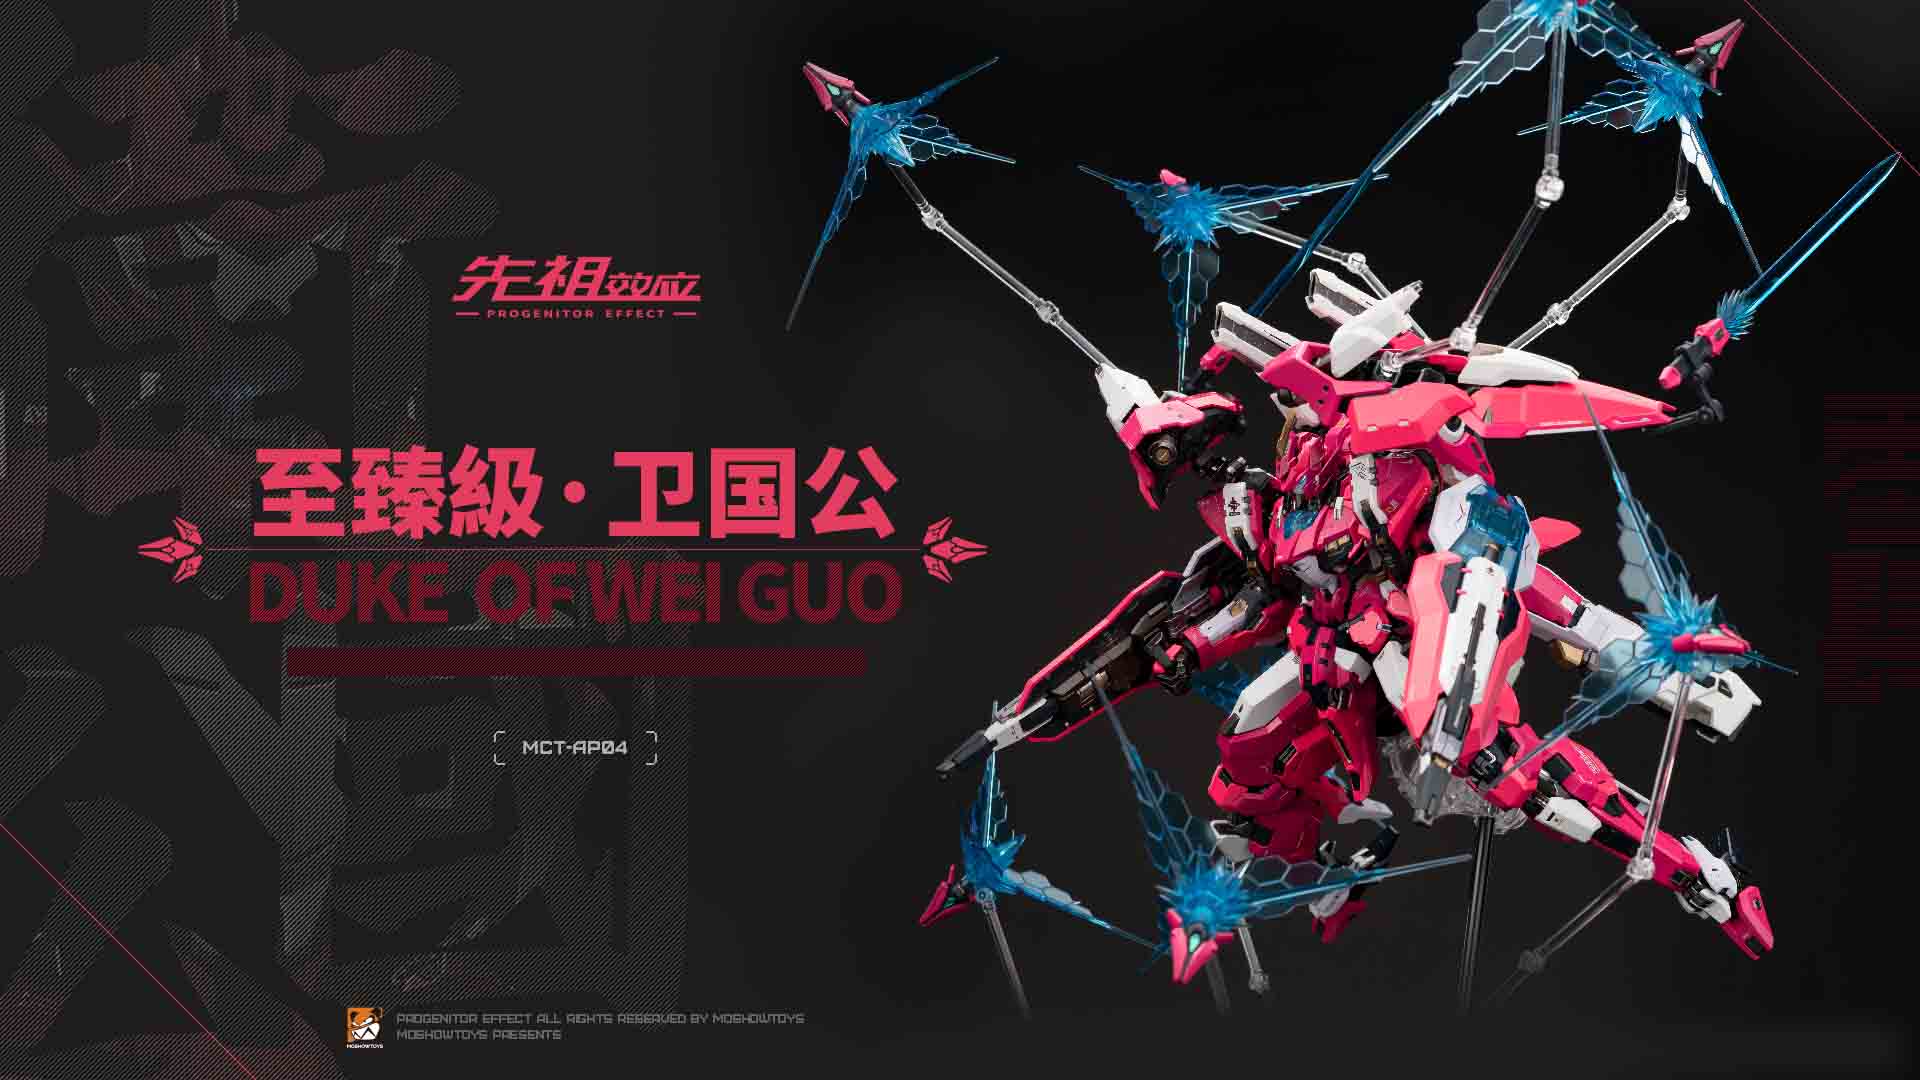 先祖效应
PROGENITOR EFFECT
至臻級·卫国公
DUKE OF WEI GUO
MCT-AP04
MOSHOWTOYS
PROGENITOR EFFECT ALL RIGHTS RESERVED BY MOSHOWTOYS
MOSHOWTOYS PRESENTS